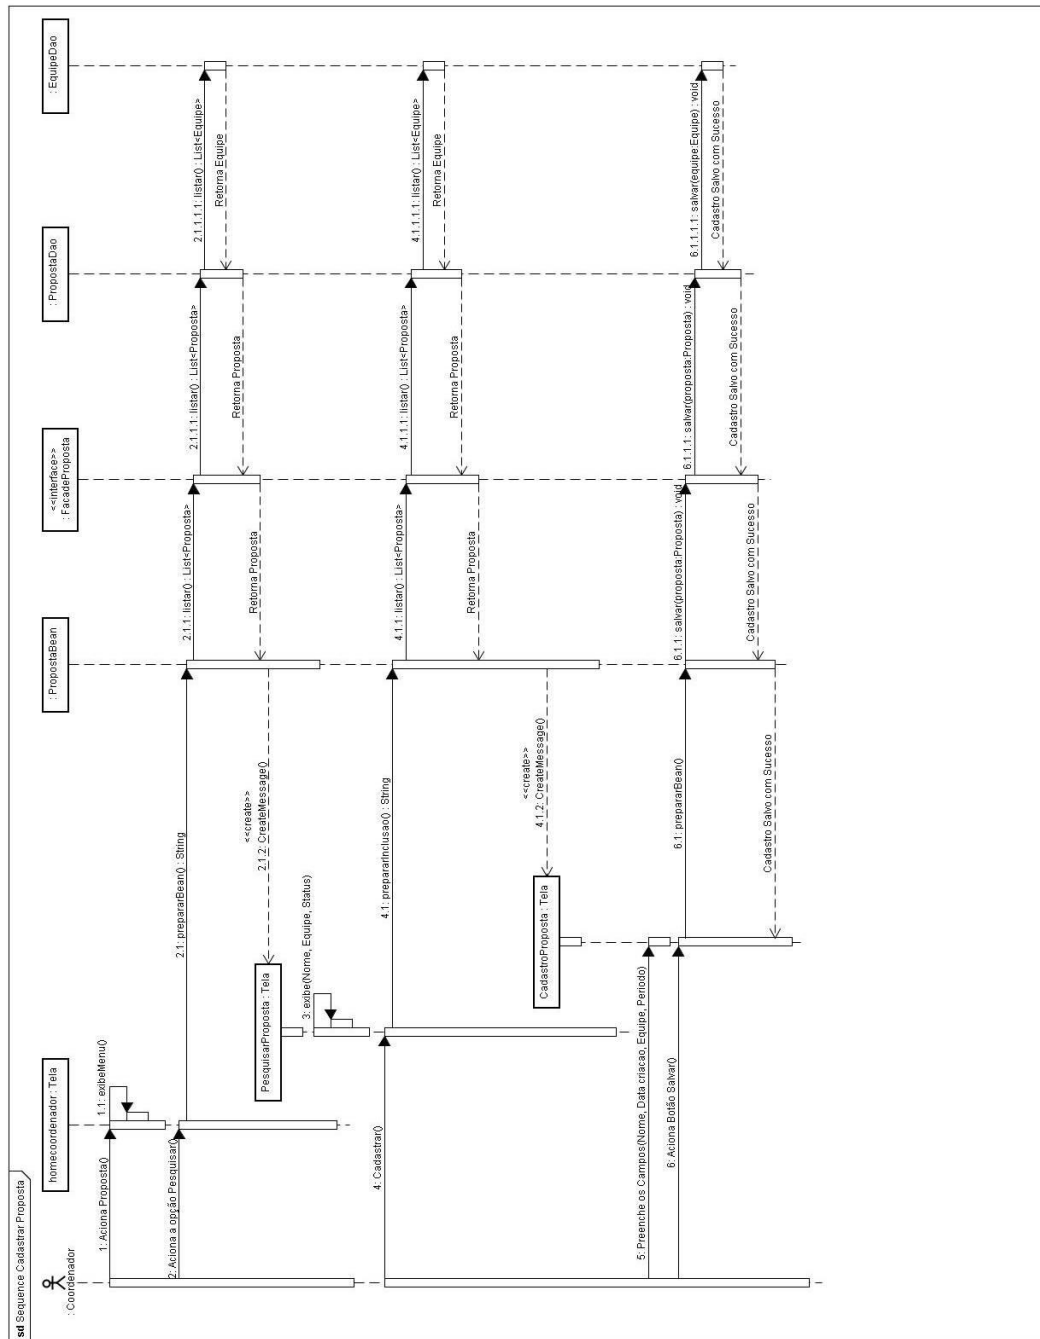 sd Sequence Cadastrar Proposta
: Coordenador
homecoordenador : Tela
: PropostaBean
<<interface>>
: FacadeProposta
: PropostaDao
: EquipeDao
1: Aciona Proposta()
1.1: exibeMenu()
2: Aciona a opção Pesquisar()
2.1: prepararBean() : String
2.1.1: listar() : List<Proposta>
2.1.1.1: listar() : List<Proposta>
2.1.1.1.1: listar() : List<Equipe>
Retorna Equipe
Retorna Proposta
Retorna Proposta
<<create>>
2.1.2: CreateMessage()
PesquisarProposta : Tela
3: exibe(Nome, Equipe, Status)
4: Cadastrar()
4.1: prepararInclusao() : String
4.1.1: listar() : List<Proposta>
4.1.1.1: listar() : List<Proposta>
4.1.1.1.1: listar() : List<Equipe>
Retorna Equipe
Retorna Proposta
Retorna Proposta
<<create>>
4.1.2: CreateMessage()
CadastroProposta : Tela
5: Preenche os Campos(Nome, Data criacao, Equipe, Periodo)
6: Aciona Botão Salvar()
6.1: prepararBean()
6.1.1: salvar(proposta:Proposta) : void
6.1.1.1: salvar(proposta:Proposta) : void
6.1.1.1.1: salvar(equipe:Equipe) : void
Cadastro Salvo com Sucesso
Cadastro Salvo com Sucesso
Cadastro Salvo com Sucesso
Cadastro Salvo com Sucesso